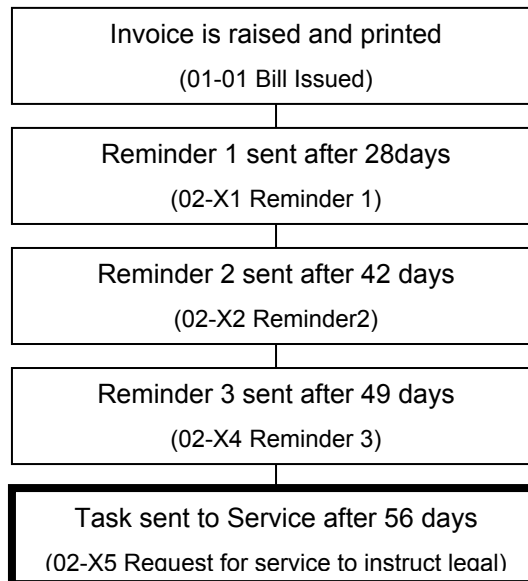 Invoice is raised and printed
(01-01 Bill Issued)
Reminder 1 sent after 28days
(02-X1 Reminder 1)
Reminder 2 sent after 42 days
(02-X2 Reminder2)
Reminder 3 sent after 49 days
(02-X4 Reminder 3)
Task sent to Service after 56 days
(02-X5 Request for service to instruct legal)